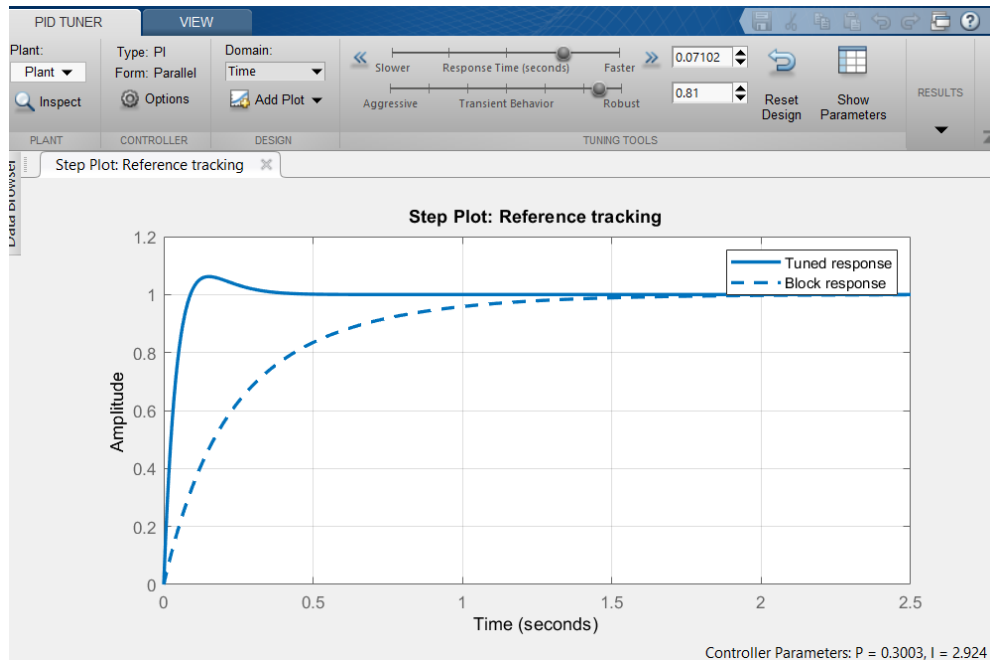 PID TUNER VIEW
Plant: Type: PI Domain:
Plant Form: Parallel Time Slower Response Time (seconds) Faster 0.07102
Inspect Options Add Plot Aggressive Transient Behavior Robust 0.81 Reset Design Show Parameters RESULTS
PLANT CONTROLLER DESIGN TUNING TOOLS
Data Browser
Step Plot: Reference tracking
Step Plot: Reference tracking
Tuned response
Block response
1.2
1
0.8
0.6
0.4
0.2
0
Amplitude
0 0.5 1 1.5 2 2.5
Time (seconds)
Controller Parameters: P = 0.3003, I = 2.924